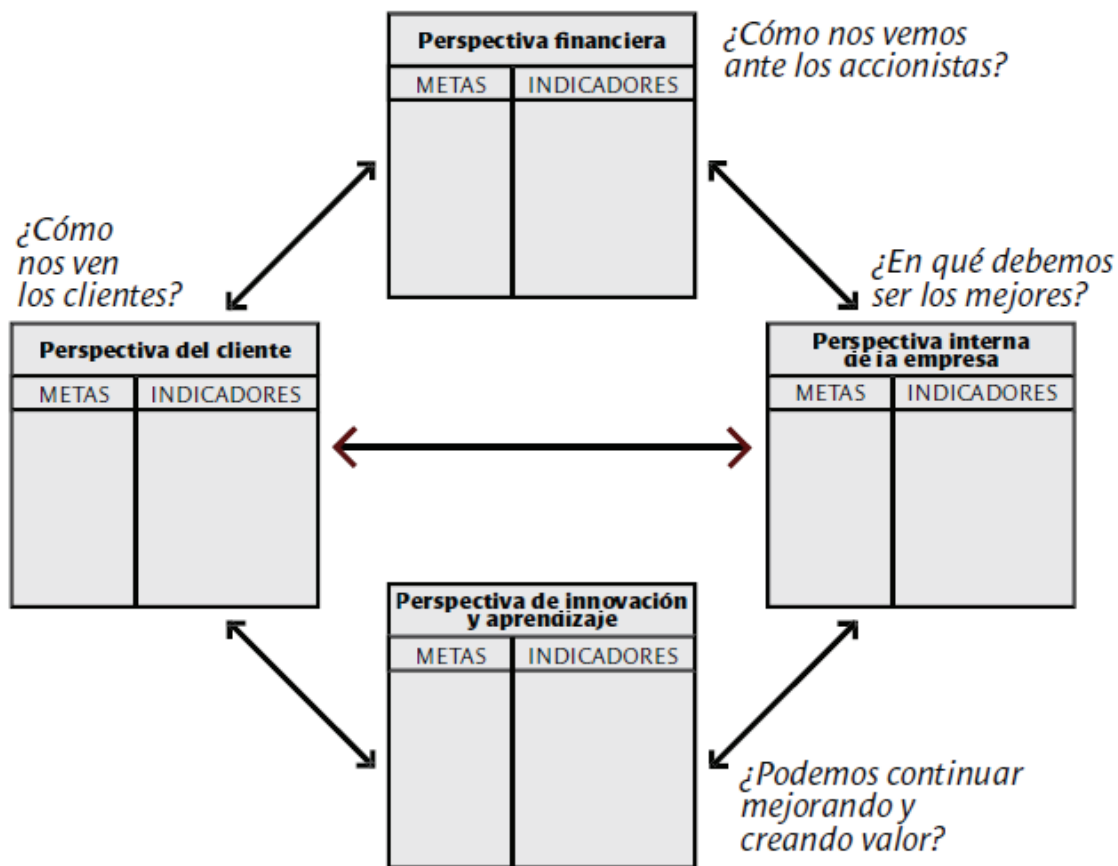 Perspectiva financiera
METAS INDICADORES
¿Cómo nos vemos
ante los accionistas?
¿Cómo
nos ven
los clientes?
Perspectiva del cliente
METAS INDICADORES
¿En qué debemos
ser los mejores?
Perspectiva interna
de la empresa
METAS INDICADORES
Perspectiva de innovación
y aprendizaje
METAS INDICADORES
¿Podemos continuar
mejorando y
creando valor?